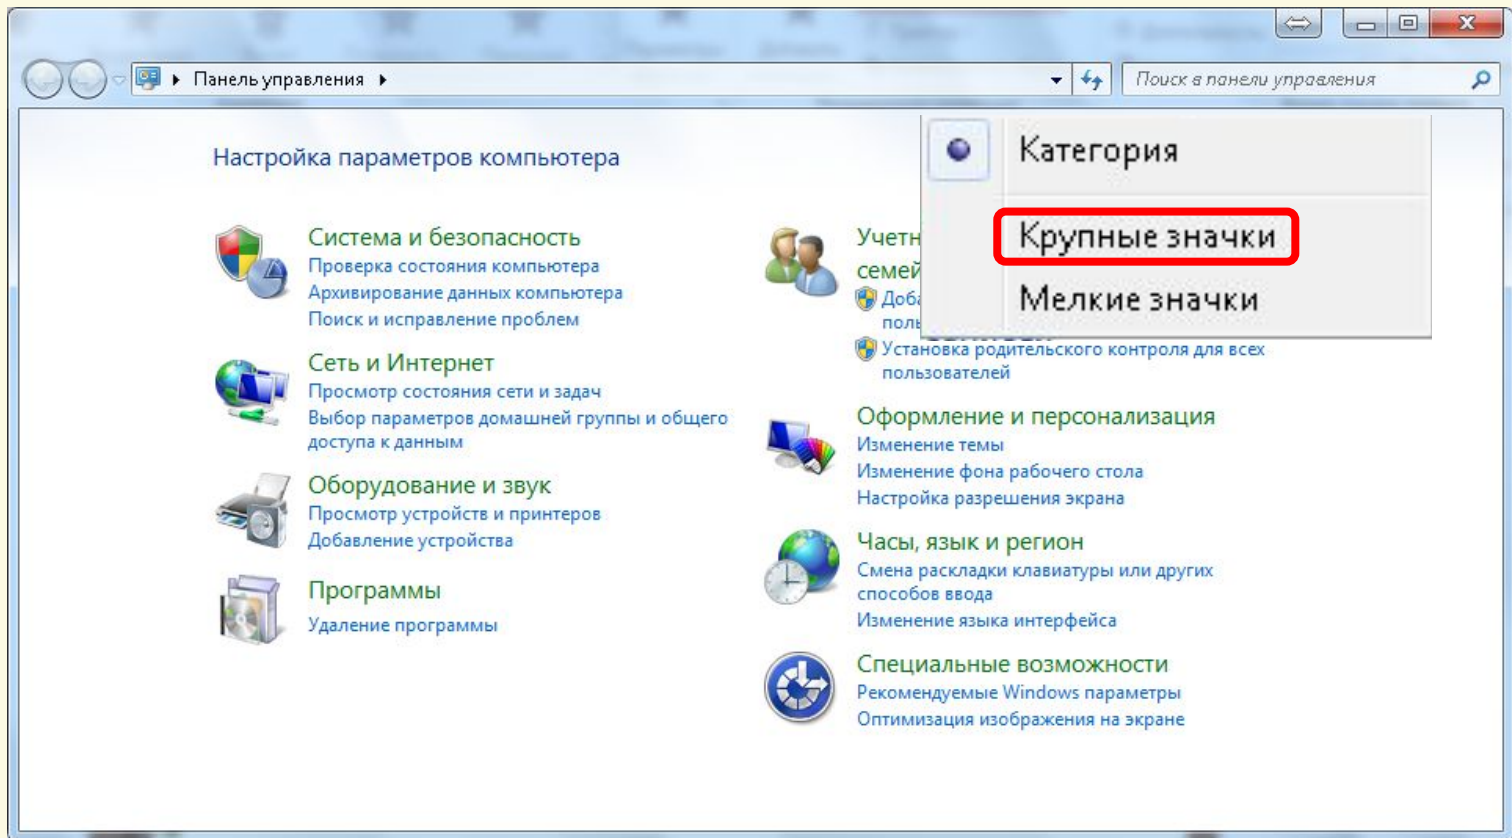 Панель управления
Поиск в панели управления
Настройка параметров компьютера
Категория
Крупные значки
Мелкие значки
Система и безопасность
Проверка состояния компьютера
Архивирование данных компьютера
Поиск и исправление проблем
Сеть и Интернет
Просмотр состояния сети и задач
Выбор параметров домашней группы и общего
доступа к данным
Оборудование и звук
Просмотр устройств и принтеров
Добавление устройства
Программы
Удаление программы
Установка родительского контроля для всех
пользователей
Оформление и персонализация
Изменение темы
Изменение фона рабочего стола
Настройка разрешения экрана
Часы, язык и регион
Смена раскладки клавиатуры или других
способов ввода
Изменение языка интерфейса
Специальные возможности
Рекомендуемые Windows параметры
Оптимизация изображения на экране